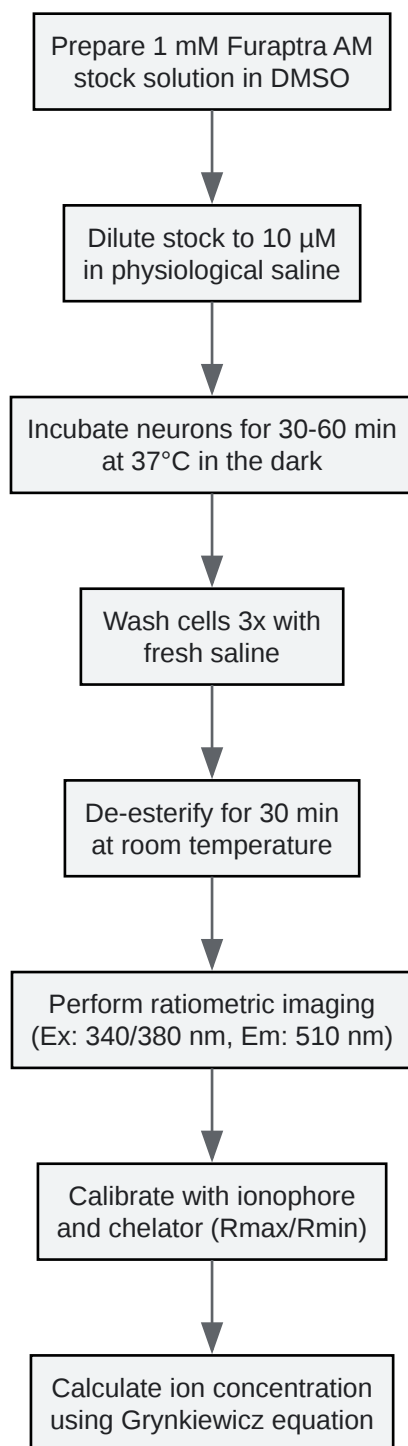 Prepare 1 mM Furaptra AM
stock solution in DMSO
Dilute stock to 10 µM
in physiological saline
Incubate neurons for 30-60 min
at 37°C in the dark
Wash cells 3x with
fresh saline
De-esterify for 30 min
at room temperature
Perform ratiometric imaging
(Ex: 340/380 nm, Em: 510 nm)
Calibrate with ionophore
and chelator (Rmax/Rmin)
Calculate ion concentration
using Grynkiewicz equation